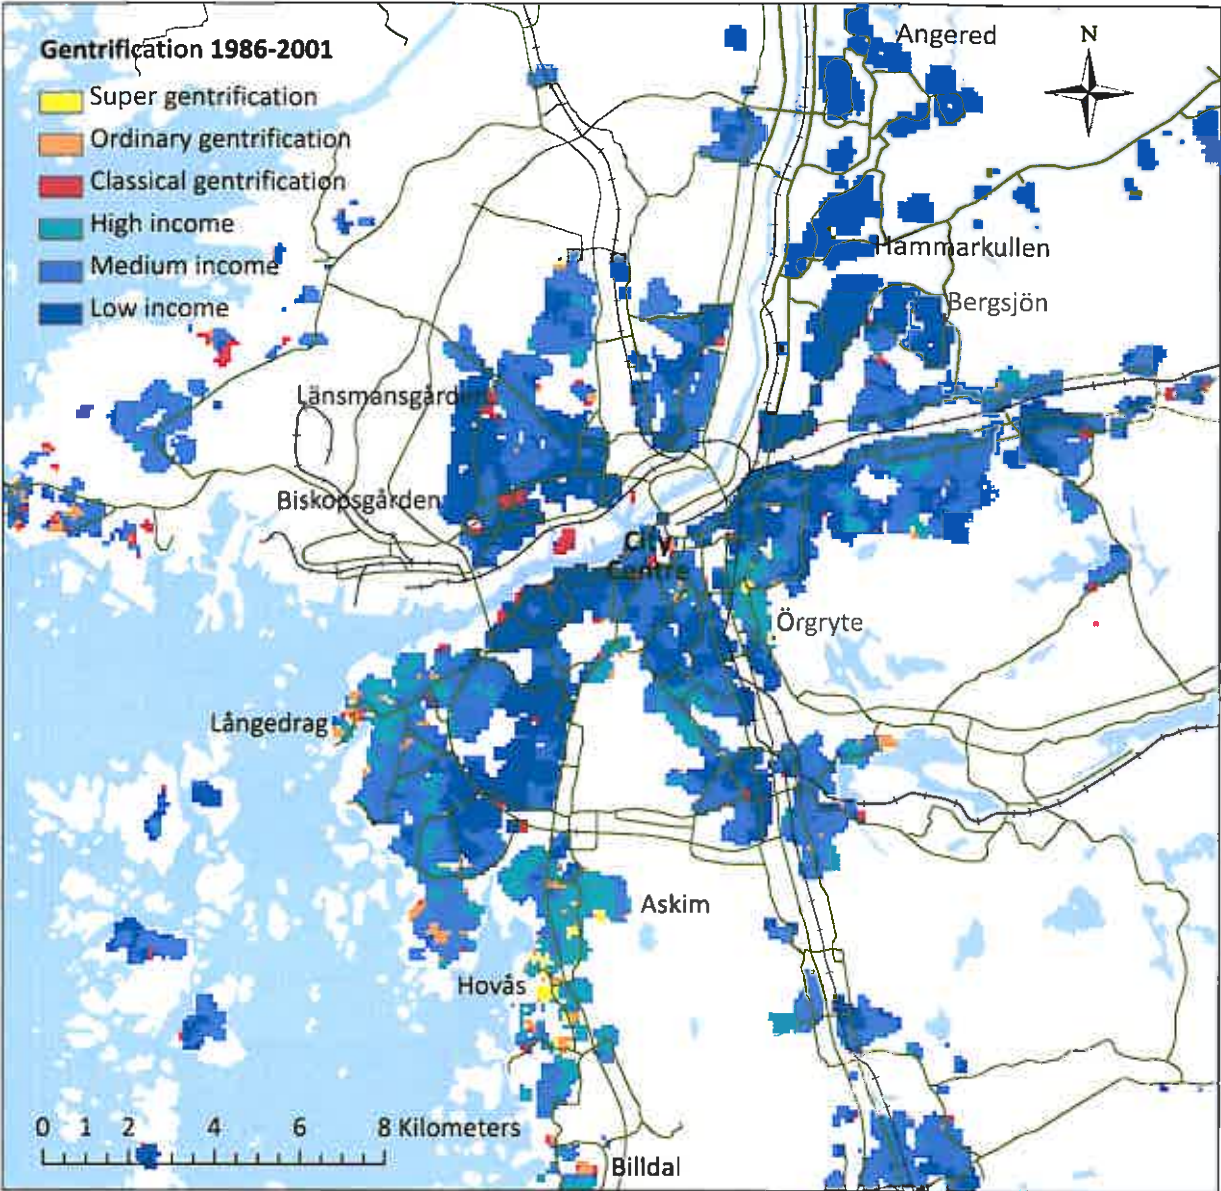 Gentrification 1986-2001
Super gentrification
Ordinary gentrification
Classical gentrification
High income
Medium income
Low income
Angered
N
Hammarkullen
Bergsjön
Länsmansgården
Biskopsgården
City
Centre
Örgryte
Långedrag
Askim
Hovås
0 1 2 4 6 8 Kilometers
Billdal